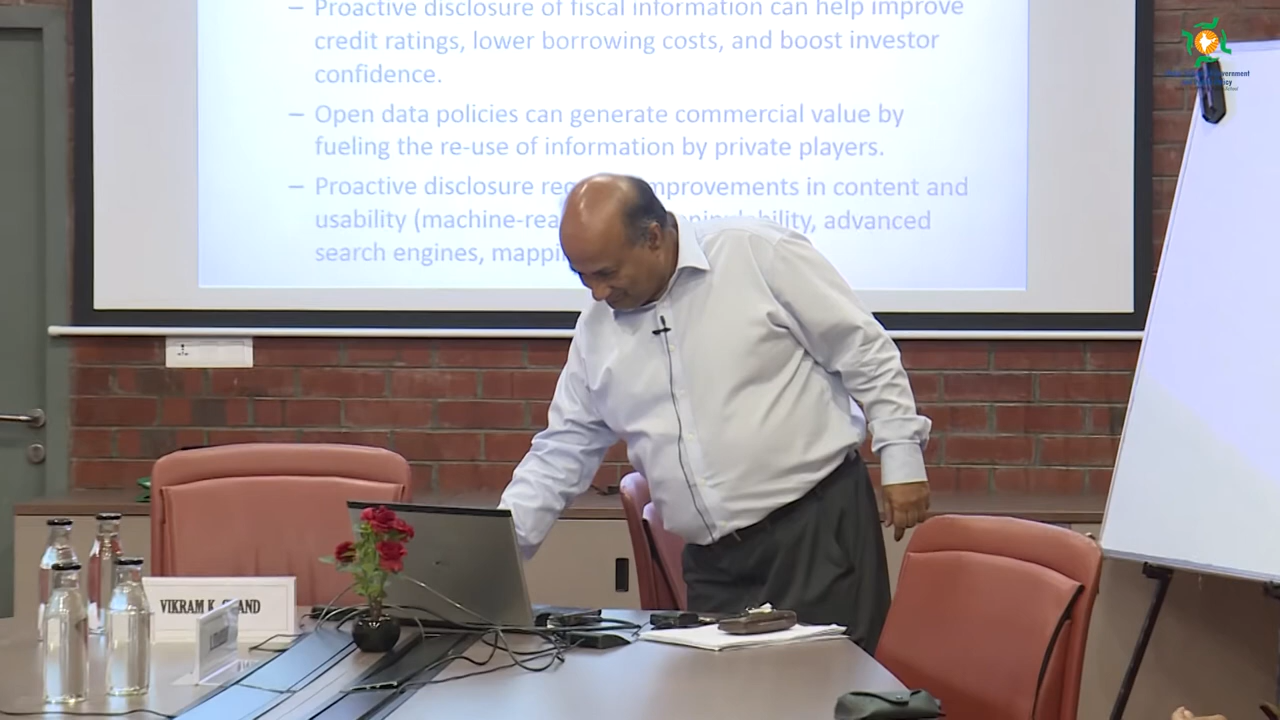 – Proactive disclosure of fiscal information can help improve
credit ratings, lower borrowing costs, and boost investor
confidence.
– Open data policies can generate commercial value by
fueling the re-use of information by private players.
– Proactive disclosure improvements in content and
usability advanced
search engines,
VIKRAM K.